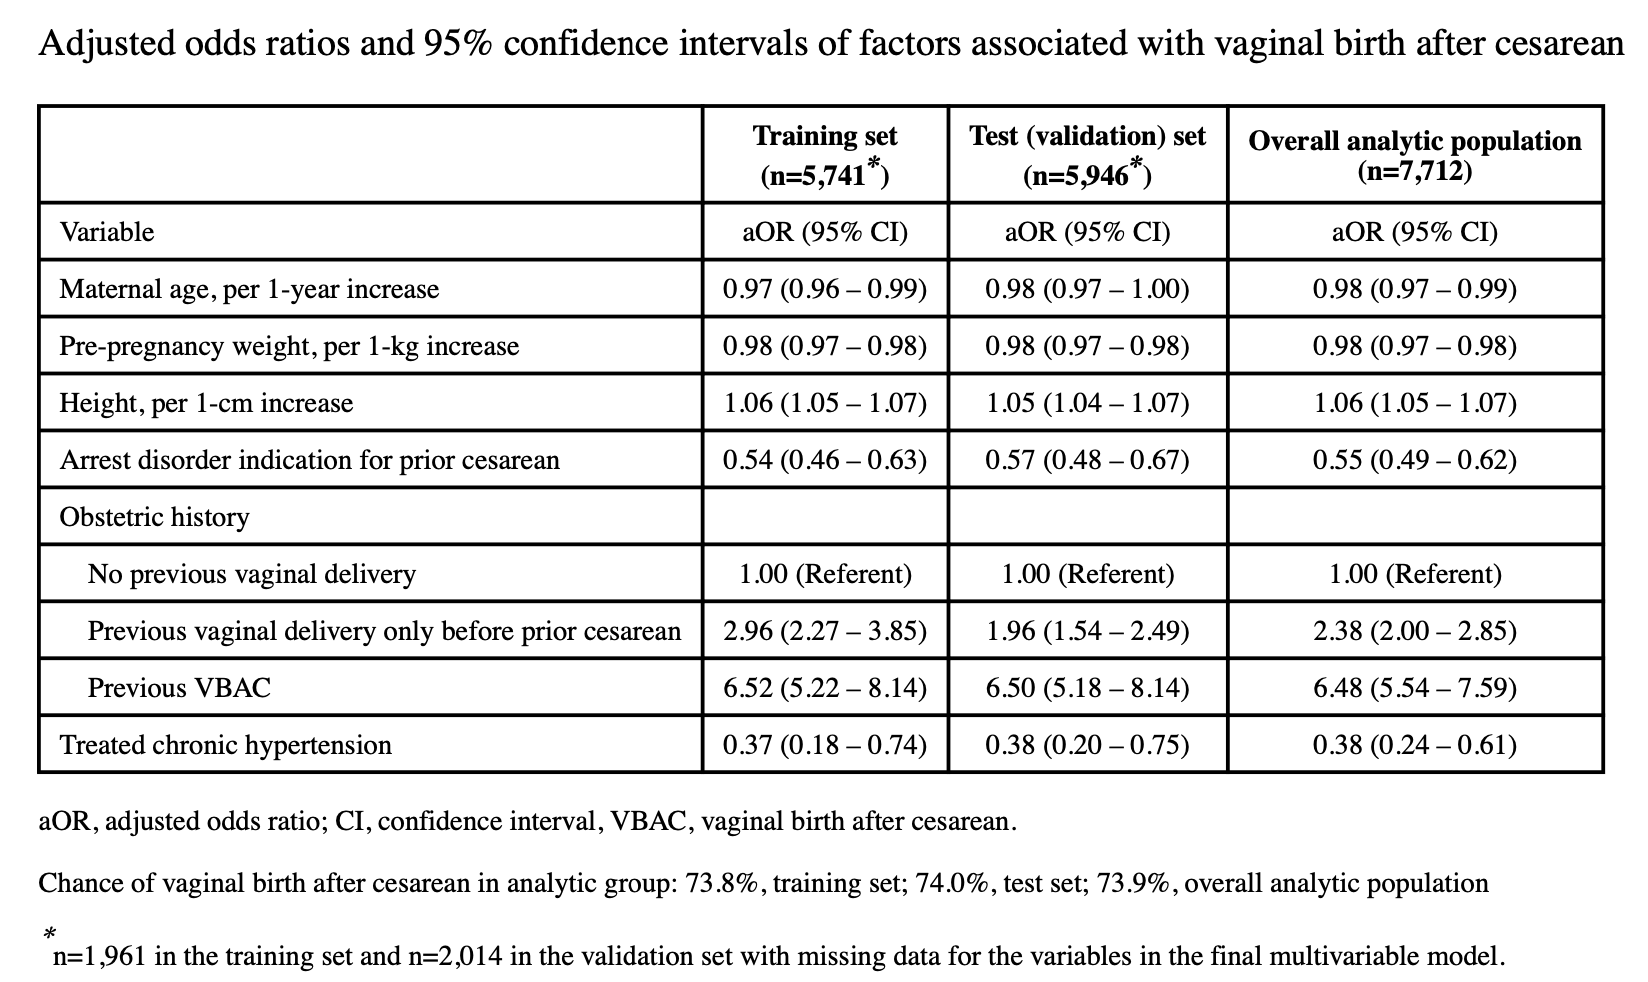 Adjusted odds ratios and 95% confidence intervals of factors associated with vaginal birth after cesarean
Training set (n=5,741*) Test (validation) set (n=5,946*) Overall analytic population (n=7,712)
Variable aOR (95% CI) aOR (95% CI) aOR (95% CI)
Maternal age, per 1-year increase 0.97 (0.96 – 0.99) 0.98 (0.97 – 1.00) 0.98 (0.97 – 0.99)
Pre-pregnancy weight, per 1-kg increase 0.98 (0.97 – 0.98) 0.98 (0.97 – 0.98) 0.98 (0.97 – 0.98)
Height, per 1-cm increase 1.06 (1.05 – 1.07) 1.05 (1.04 – 1.07) 1.06 (1.05 – 1.07)
Arrest disorder indication for prior cesarean 0.54 (0.46 – 0.63) 0.57 (0.48 – 0.67) 0.55 (0.49 – 0.62)
Obstetric history
No previous vaginal delivery 1.00 (Referent) 1.00 (Referent) 1.00 (Referent)
Previous vaginal delivery only before prior cesarean 2.96 (2.27 – 3.85) 1.96 (1.54 – 2.49) 2.38 (2.00 – 2.85)
Previous VBAC 6.52 (5.22 – 8.14) 6.50 (5.18 – 8.14) 6.48 (5.54 – 7.59)
Treated chronic hypertension 0.37 (0.18 – 0.74) 0.38 (0.20 – 0.75) 0.38 (0.24 – 0.61)
aOR, adjusted odds ratio; CI, confidence interval, VBAC, vaginal birth after cesarean.
Chance of vaginal birth after cesarean in analytic group: 73.8%, training set; 74.0%, test set; 73.9%, overall analytic population
*n=1,961 in the training set and n=2,014 in the validation set with missing data for the variables in the final multivariable model.